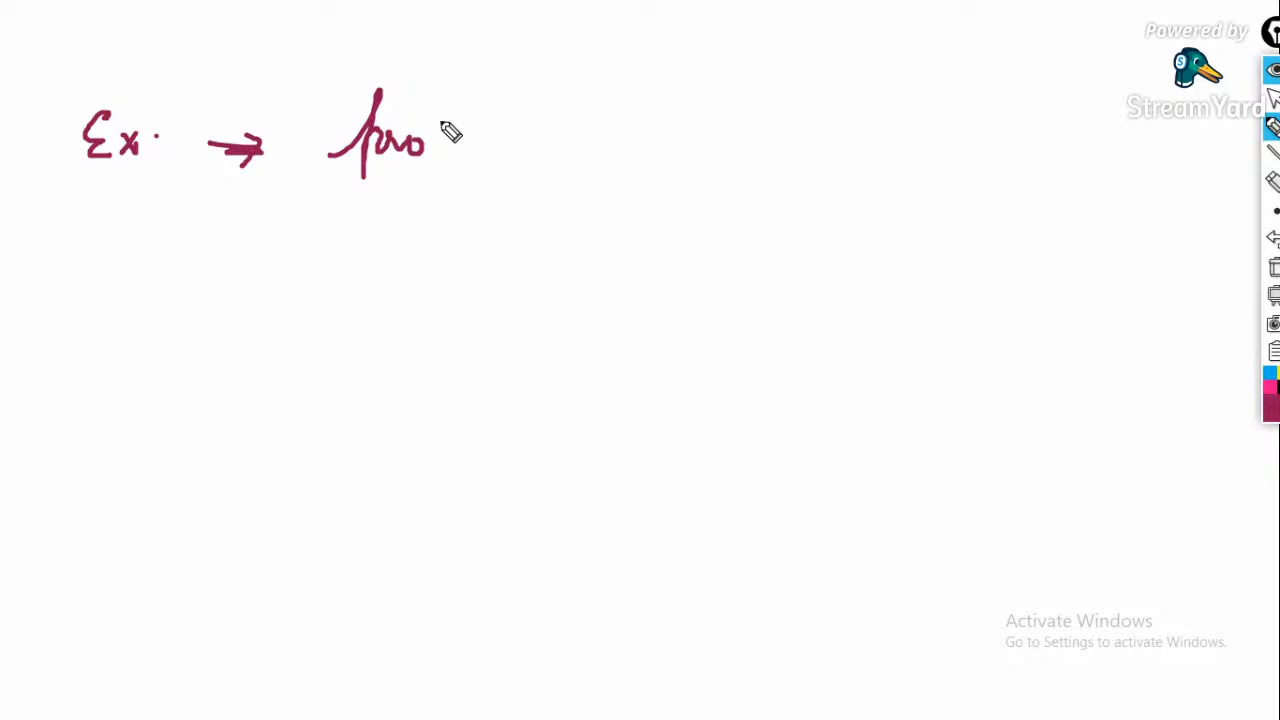 Powered by
StreamYard
Ex. → pro
Activate Windows
Go to Settings to activate Windows.